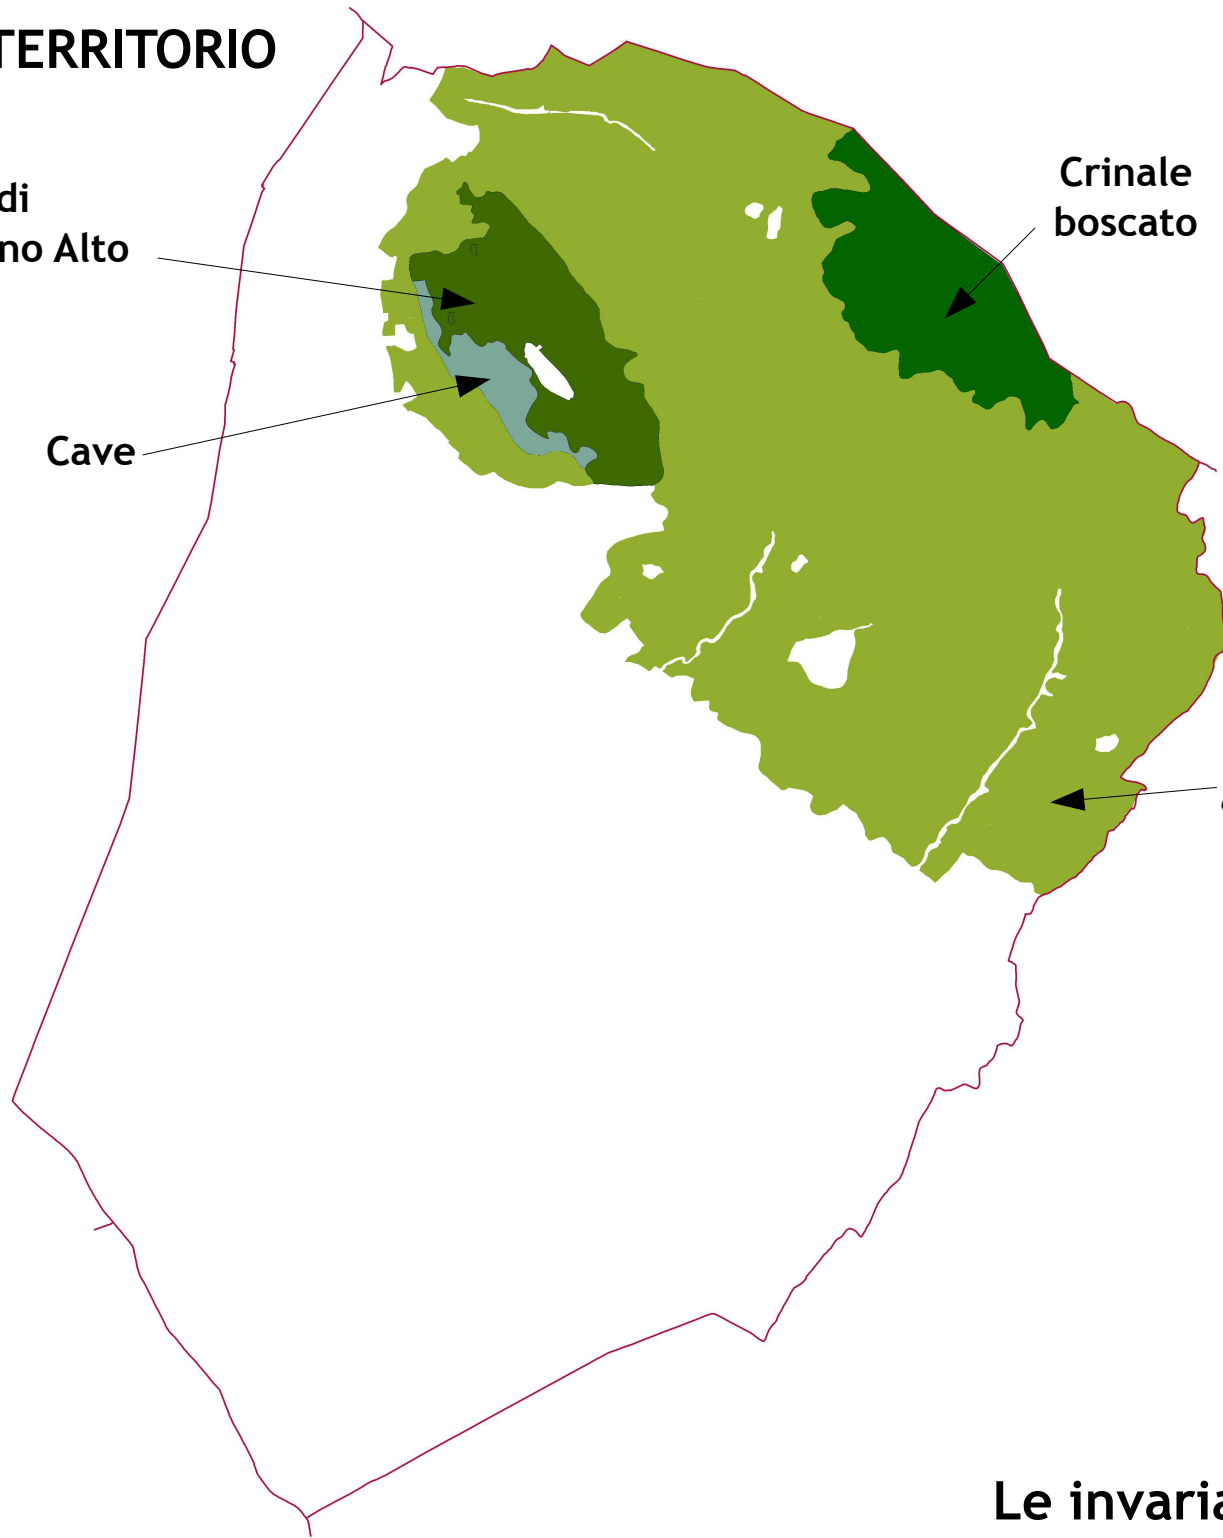 TERRITORIO
di
no Alto
Crinale
boscato
Cave
Le invaria